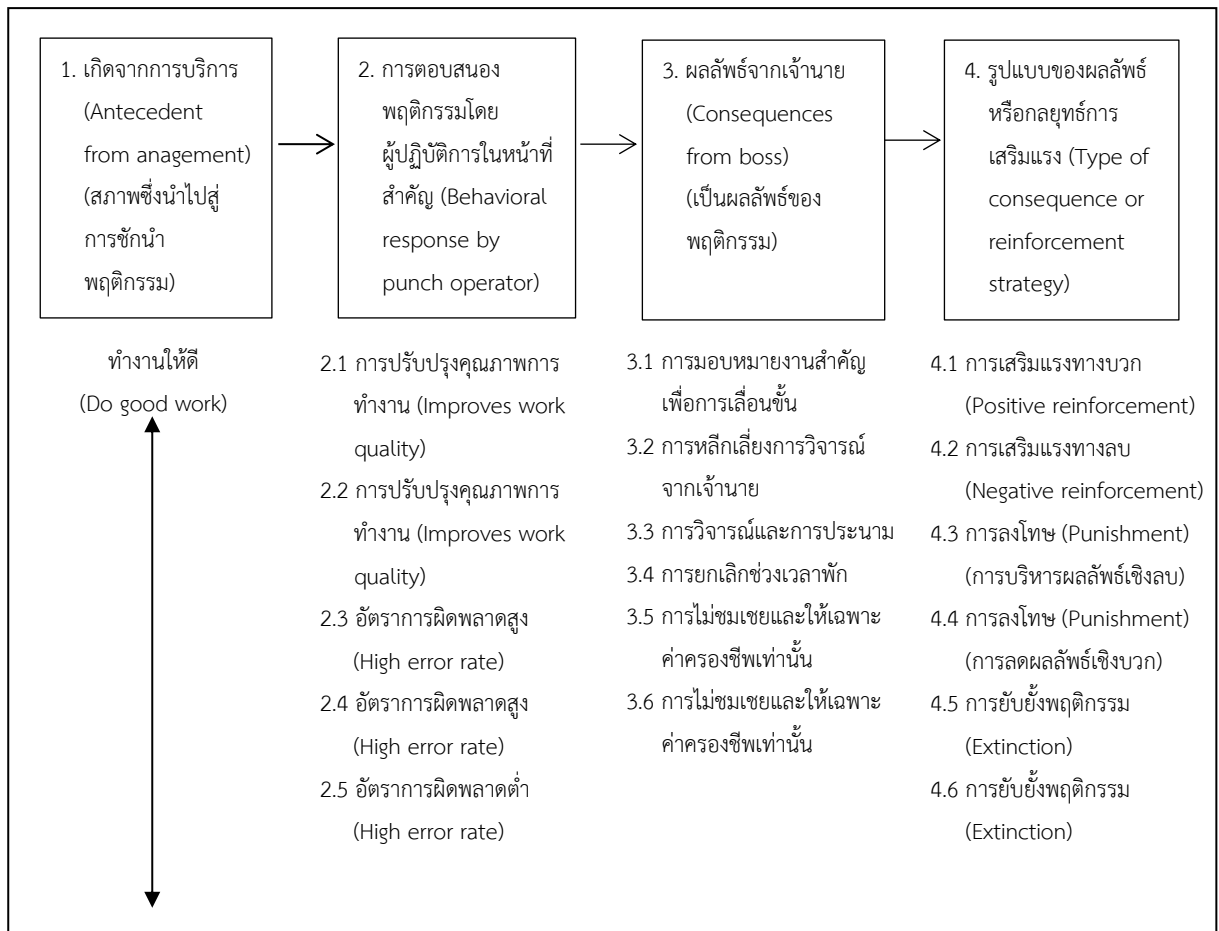 1. เกิดจากการบริการ
(Antecedent
from anagement)
(สภาพซึ่งนำไปสู่
การชักนำ
พฤติกรรม)
2. การตอบสนอง
พฤติกรรมโดย
ผู้ปฏิบัติการในหน้าที่
สำคัญ (Behavioral
response by
punch operator)
3. ผลลัพธ์จากเจ้านาย
(Consequences
from boss)
(เป็นผลลัพธ์ของ
พฤติกรรม)
4. รูปแบบของผลลัพธ์
หรือกลยุทธ์การ
เสริมแรง (Type of
consequence or
reinforcement
strategy)
ทำงานให้ดี
(Do good work)
2.1 การปรับปรุงคุณภาพการ
ทำงาน (Improves work
quality)
2.2 การปรับปรุงคุณภาพการ
ทำงาน (Improves work
quality)
2.3 อัตราการผิดพลาดสูง
(High error rate)
2.4 อัตราการผิดพลาดสูง
(High error rate)
2.5 อัตราการผิดพลาดต่ำ
(High error rate)
3.1 การมอบหมายงานสำคัญ
เพื่อการเลื่อนขั้น
3.2 การหลีกเลี่ยงการวิจารณ์
จากเจ้านาย
3.3 การวิจารณ์และการประนาม
3.4 การยกเลิกช่วงเวลาพัก
3.5 การไม่ชมเชยและให้เฉพาะ
ค่าครองชีพเท่านั้น
3.6 การไม่ชมเชยและให้เฉพาะ
ค่าครองชีพเท่านั้น
4.1 การเสริมแรงทางบวก
(Positive reinforcement)
4.2 การเสริมแรงทางลบ
(Negative reinforcement)
4.3 การลงโทษ (Punishment)
(การบริหารผลลัพธ์เชิงลบ)
4.4 การลงโทษ (Punishment)
(การลดผลลัพธ์เชิงบวก)
4.5 การยับยั้งพฤติกรรม
(Extinction)
4.6 การยับยั้งพฤติกรรม
(Extinction)